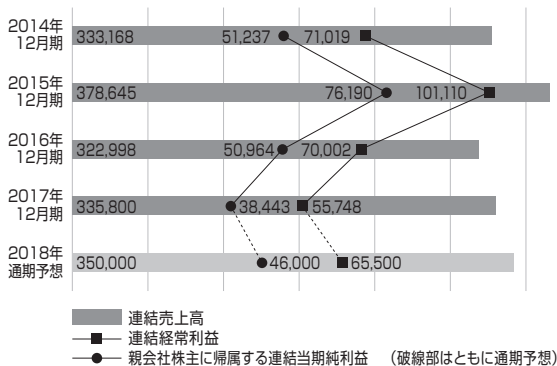 2014年
12月期
333,168 51,237 71,019
2015年
12月期
378,645 76,190 101,110
2016年
12月期
322,998 50,964 70,002
2017年
12月期
335,800 38,443 55,748
2018年
通期予想
350,000 46,000 65,500
連結売上高
連結経常利益
親会社株主に帰属する連結当期純利益 （破線部はともに通期予想）